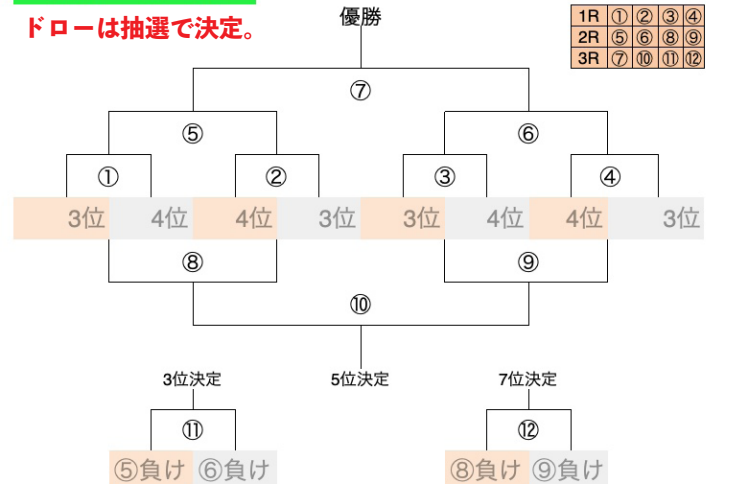 ドローは抽選で決定。
優勝
1R ① ② ③ ④
2R ⑤ ⑥ ⑧ ⑨
3R ⑦ ⑩ ⑪ ⑫
⑦
⑤ ⑥
① ② ③ ④
3位 4位 4位 3位 3位 4位 4位 3位
⑧ ⑨
⑩
3位決定 5位決定 7位決定
⑪ ⑫
⑤負け ⑥負け ⑧負け ⑨負け